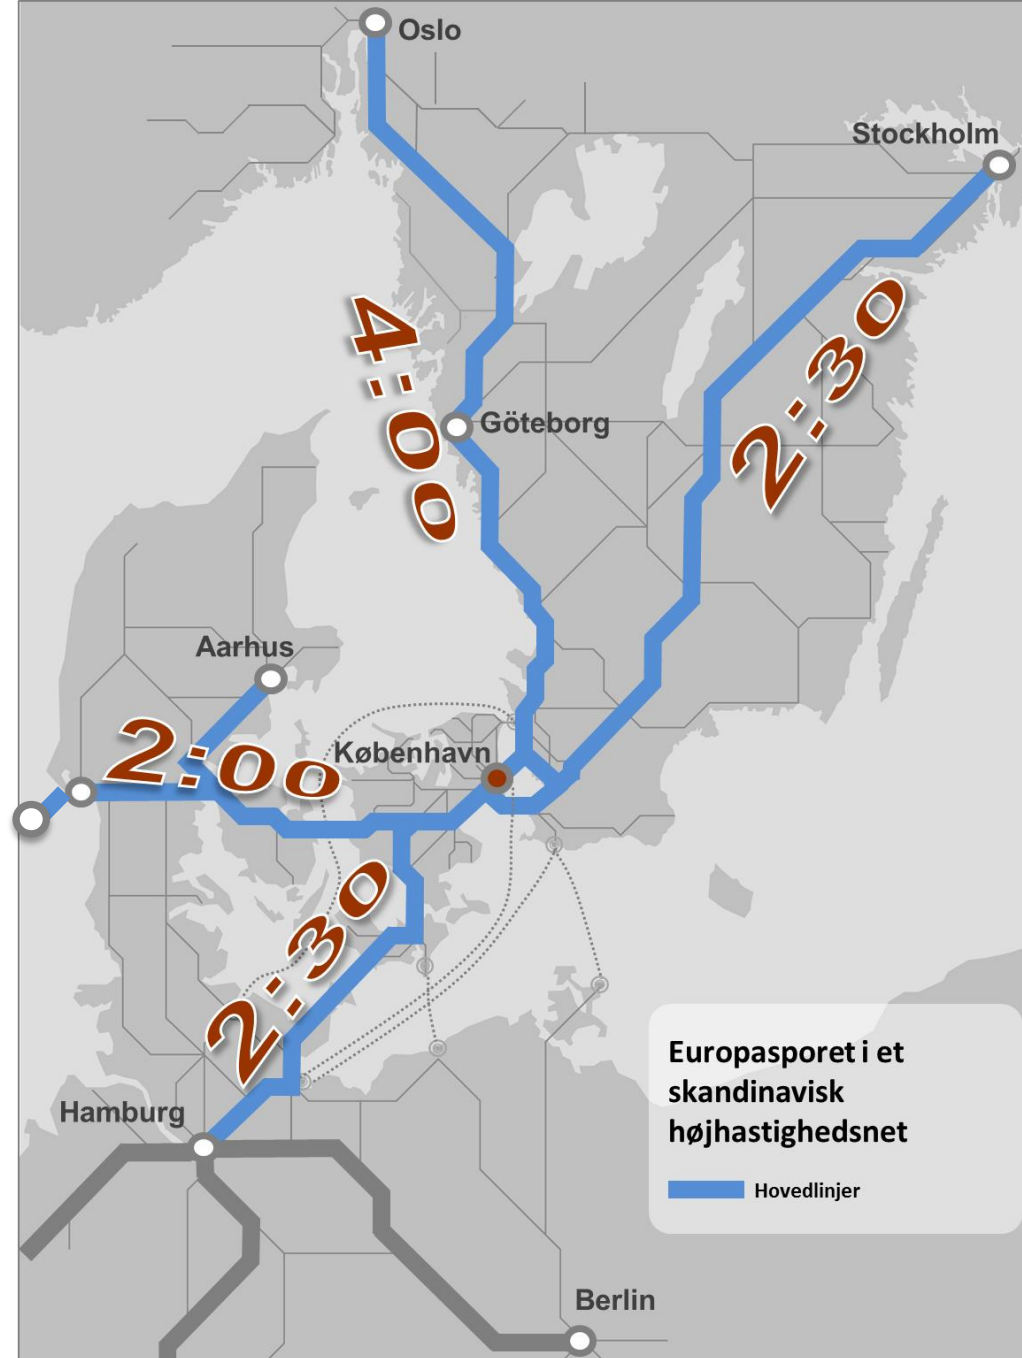 Oslo
Stockholm
4:00
2:30
Göteborg
Aarhus
2:00
København
2:30
Hamburg
Europasporet i et
skandinavisk
højhastighedsnet
Hovedlinjer
Berlin